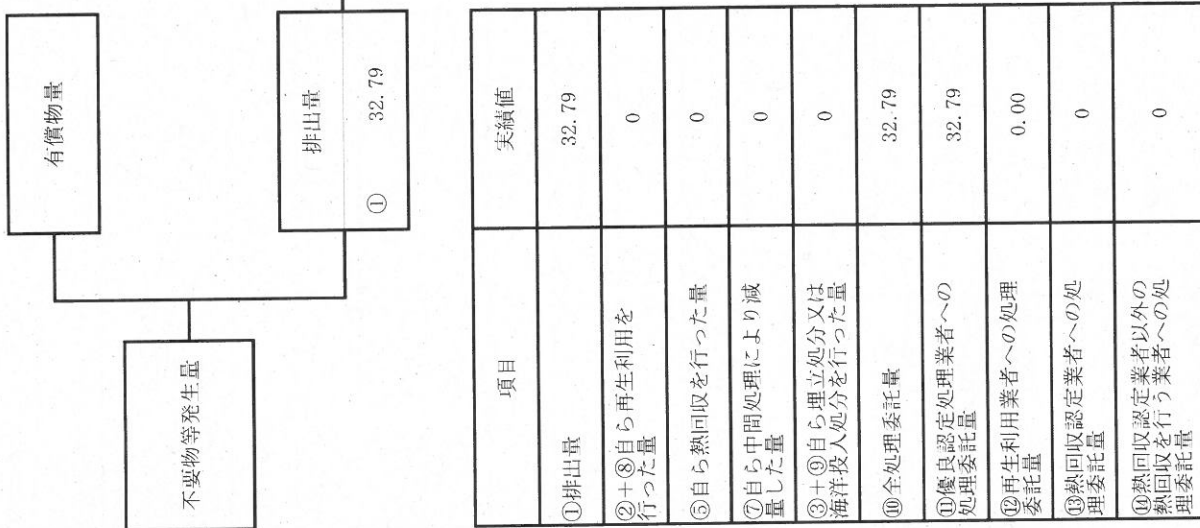 不要物等発生量
有償物量
排出量
① 32.79
項目 実績値
①排出量 32.79
②+⑧自ら再生利用を
行った量 0
⑤自ら熱回収を行った量 0
⑦自ら中間処理により減
量した量 0
③+⑨自ら埋立処分又は
海洋投入処分を行った量 0
⑩全処理委託量 32.79
⑪優良認定処理業者への
処理委託量 32.79
⑫再生利用業者への処理
委託量 0.00
⑬熱回収認定業者への処
理委託量 0
⑭熱回収認定業者以外の
熱回収を行う業者への処
理委託量 0